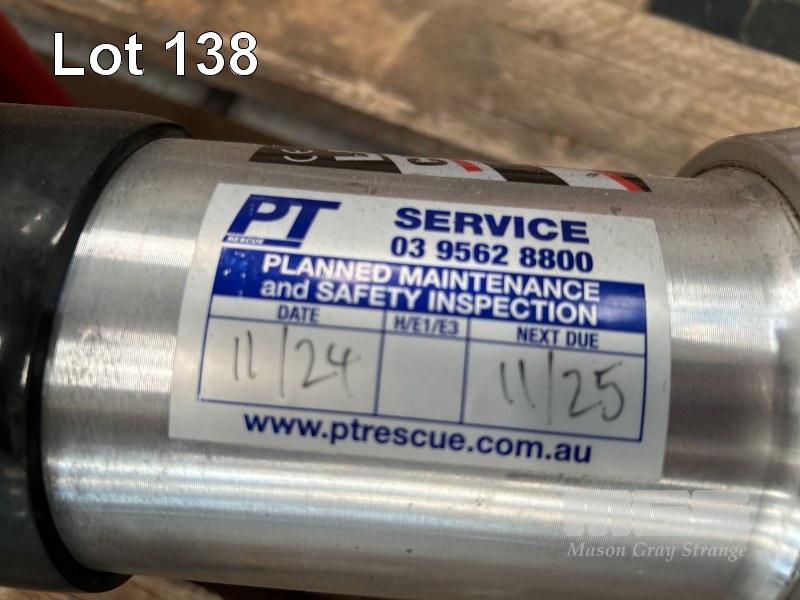 Lot 138
PT
RESCUE
SERVICE
03 9562 8800
PLANNED MAINTENANCE
and SAFETY INSPECTION
DATE
H/E1/E3
NEXT DUE
11/24
11/25
www.ptrescue.com.au
MGS
Mason Gray Strange